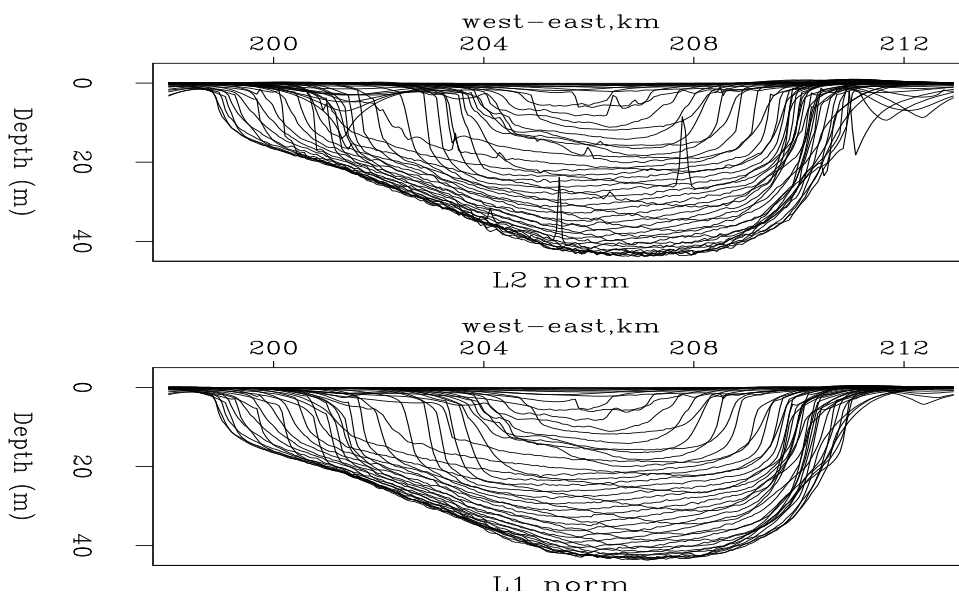 west-east,km
200 204 208 212
0
20
40
Depth (m)
L2 norm
west-east,km
200 204 208 212
0
20
40
Depth (m)
L1 norm